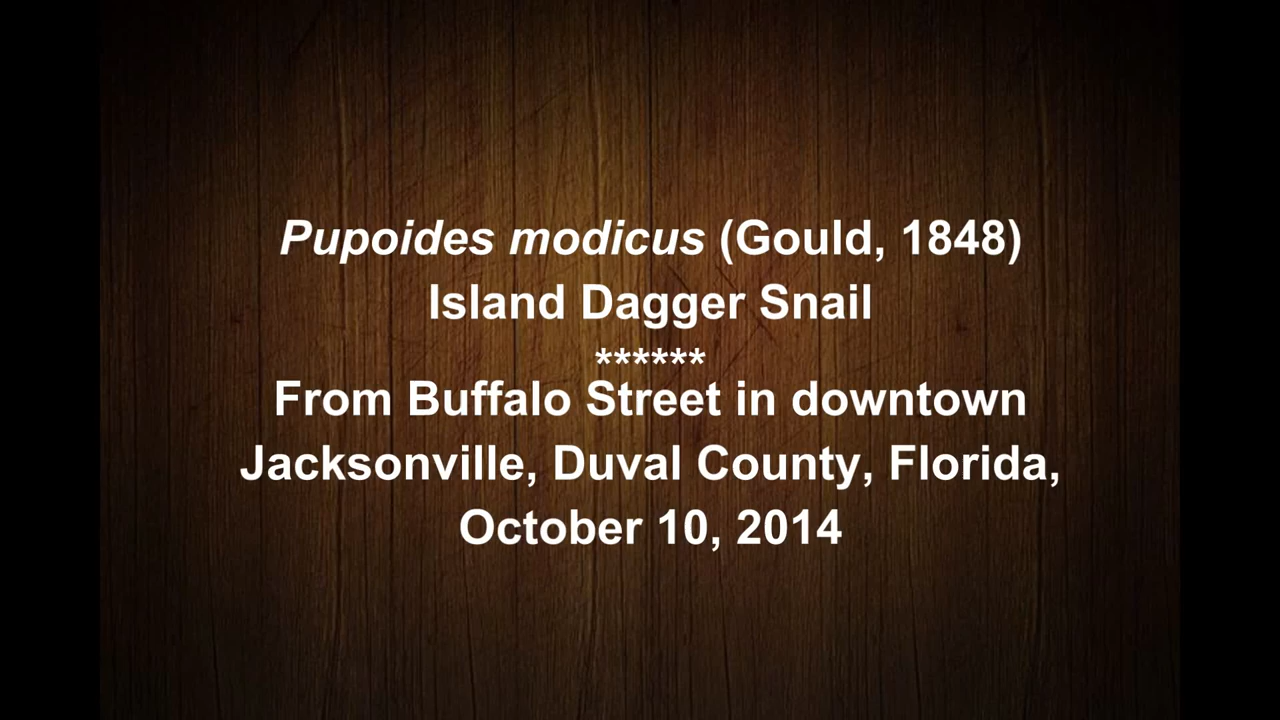 Pupoides modicus (Gould, 1848)
Island Dagger Snail
******
From Buffalo Street in downtown
Jacksonville, Duval County, Florida,
October 10, 2014